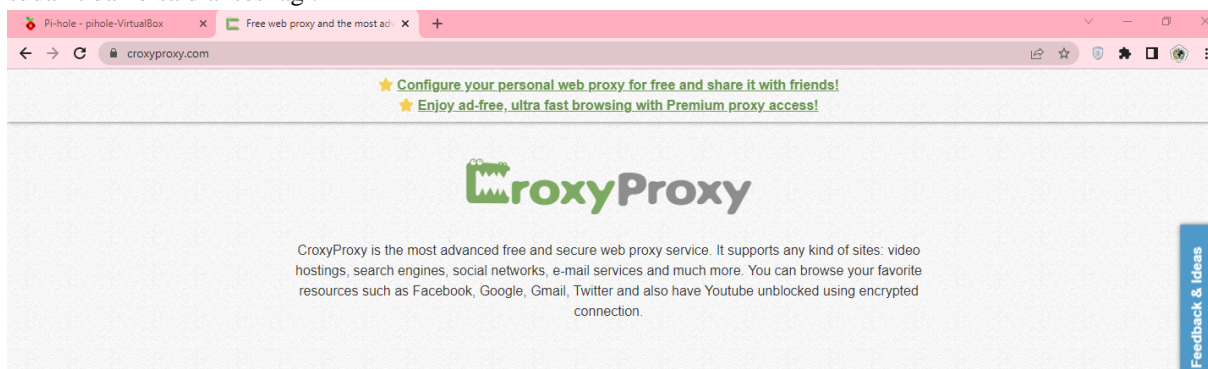 Pi-hole - pihole-VirtualBox
Free web proxy and the most adv
croxyproxy.com
Configure your personal web proxy for free and share it with friends!
Enjoy ad-free, ultra fast browsing with Premium proxy access!
CroxyProxy
CroxyProxy is the most advanced free and secure web proxy service. It supports any kind of sites: video
hostings, search engines, social networks, e-mail services and much more. You can browse your favorite
resources such as Facebook, Google, Gmail, Twitter and also have Youtube unblocked using encrypted
connection.
Feedback & Ideas